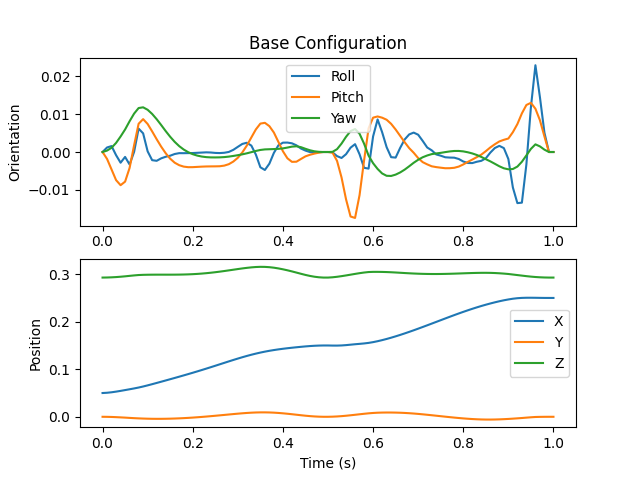 Base Configuration
Orientation
0.02
0.01
0.00
−0.01
Roll
Pitch
Yaw
0.0 0.2 0.4 0.6 0.8 1.0
Position
0.3
0.2
0.1
0.0
X
Y
Z
0.0 0.2 0.4 0.6 0.8 1.0
Time (s)